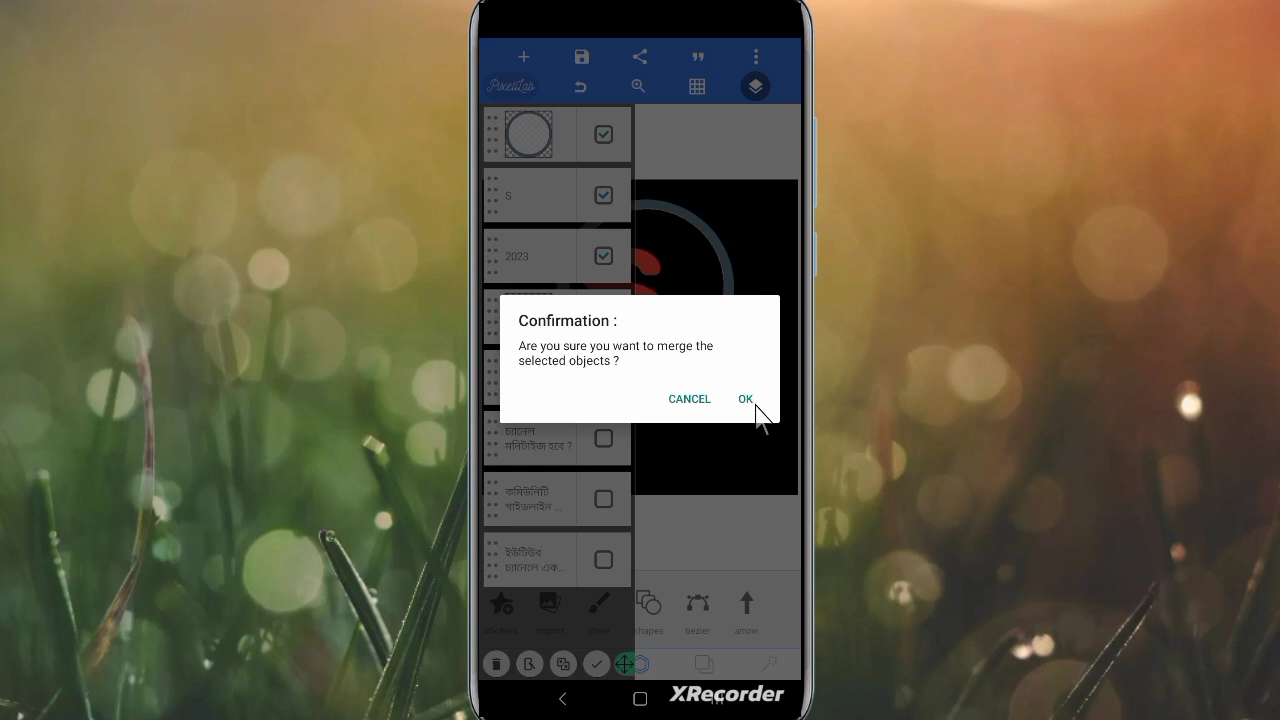 PixelLab
S
2023
Confirmation :
Are you sure you want to merge the
selected objects ?
CANCEL
OK
চ্যানেল
মনিটাইজ হবে ?
কমিউনিটি
গাইডলাইন ...
ইউটিউব
চ্যানেলে এক...
stickers
import
draw
shapes
bezier
arrow
XRecorder